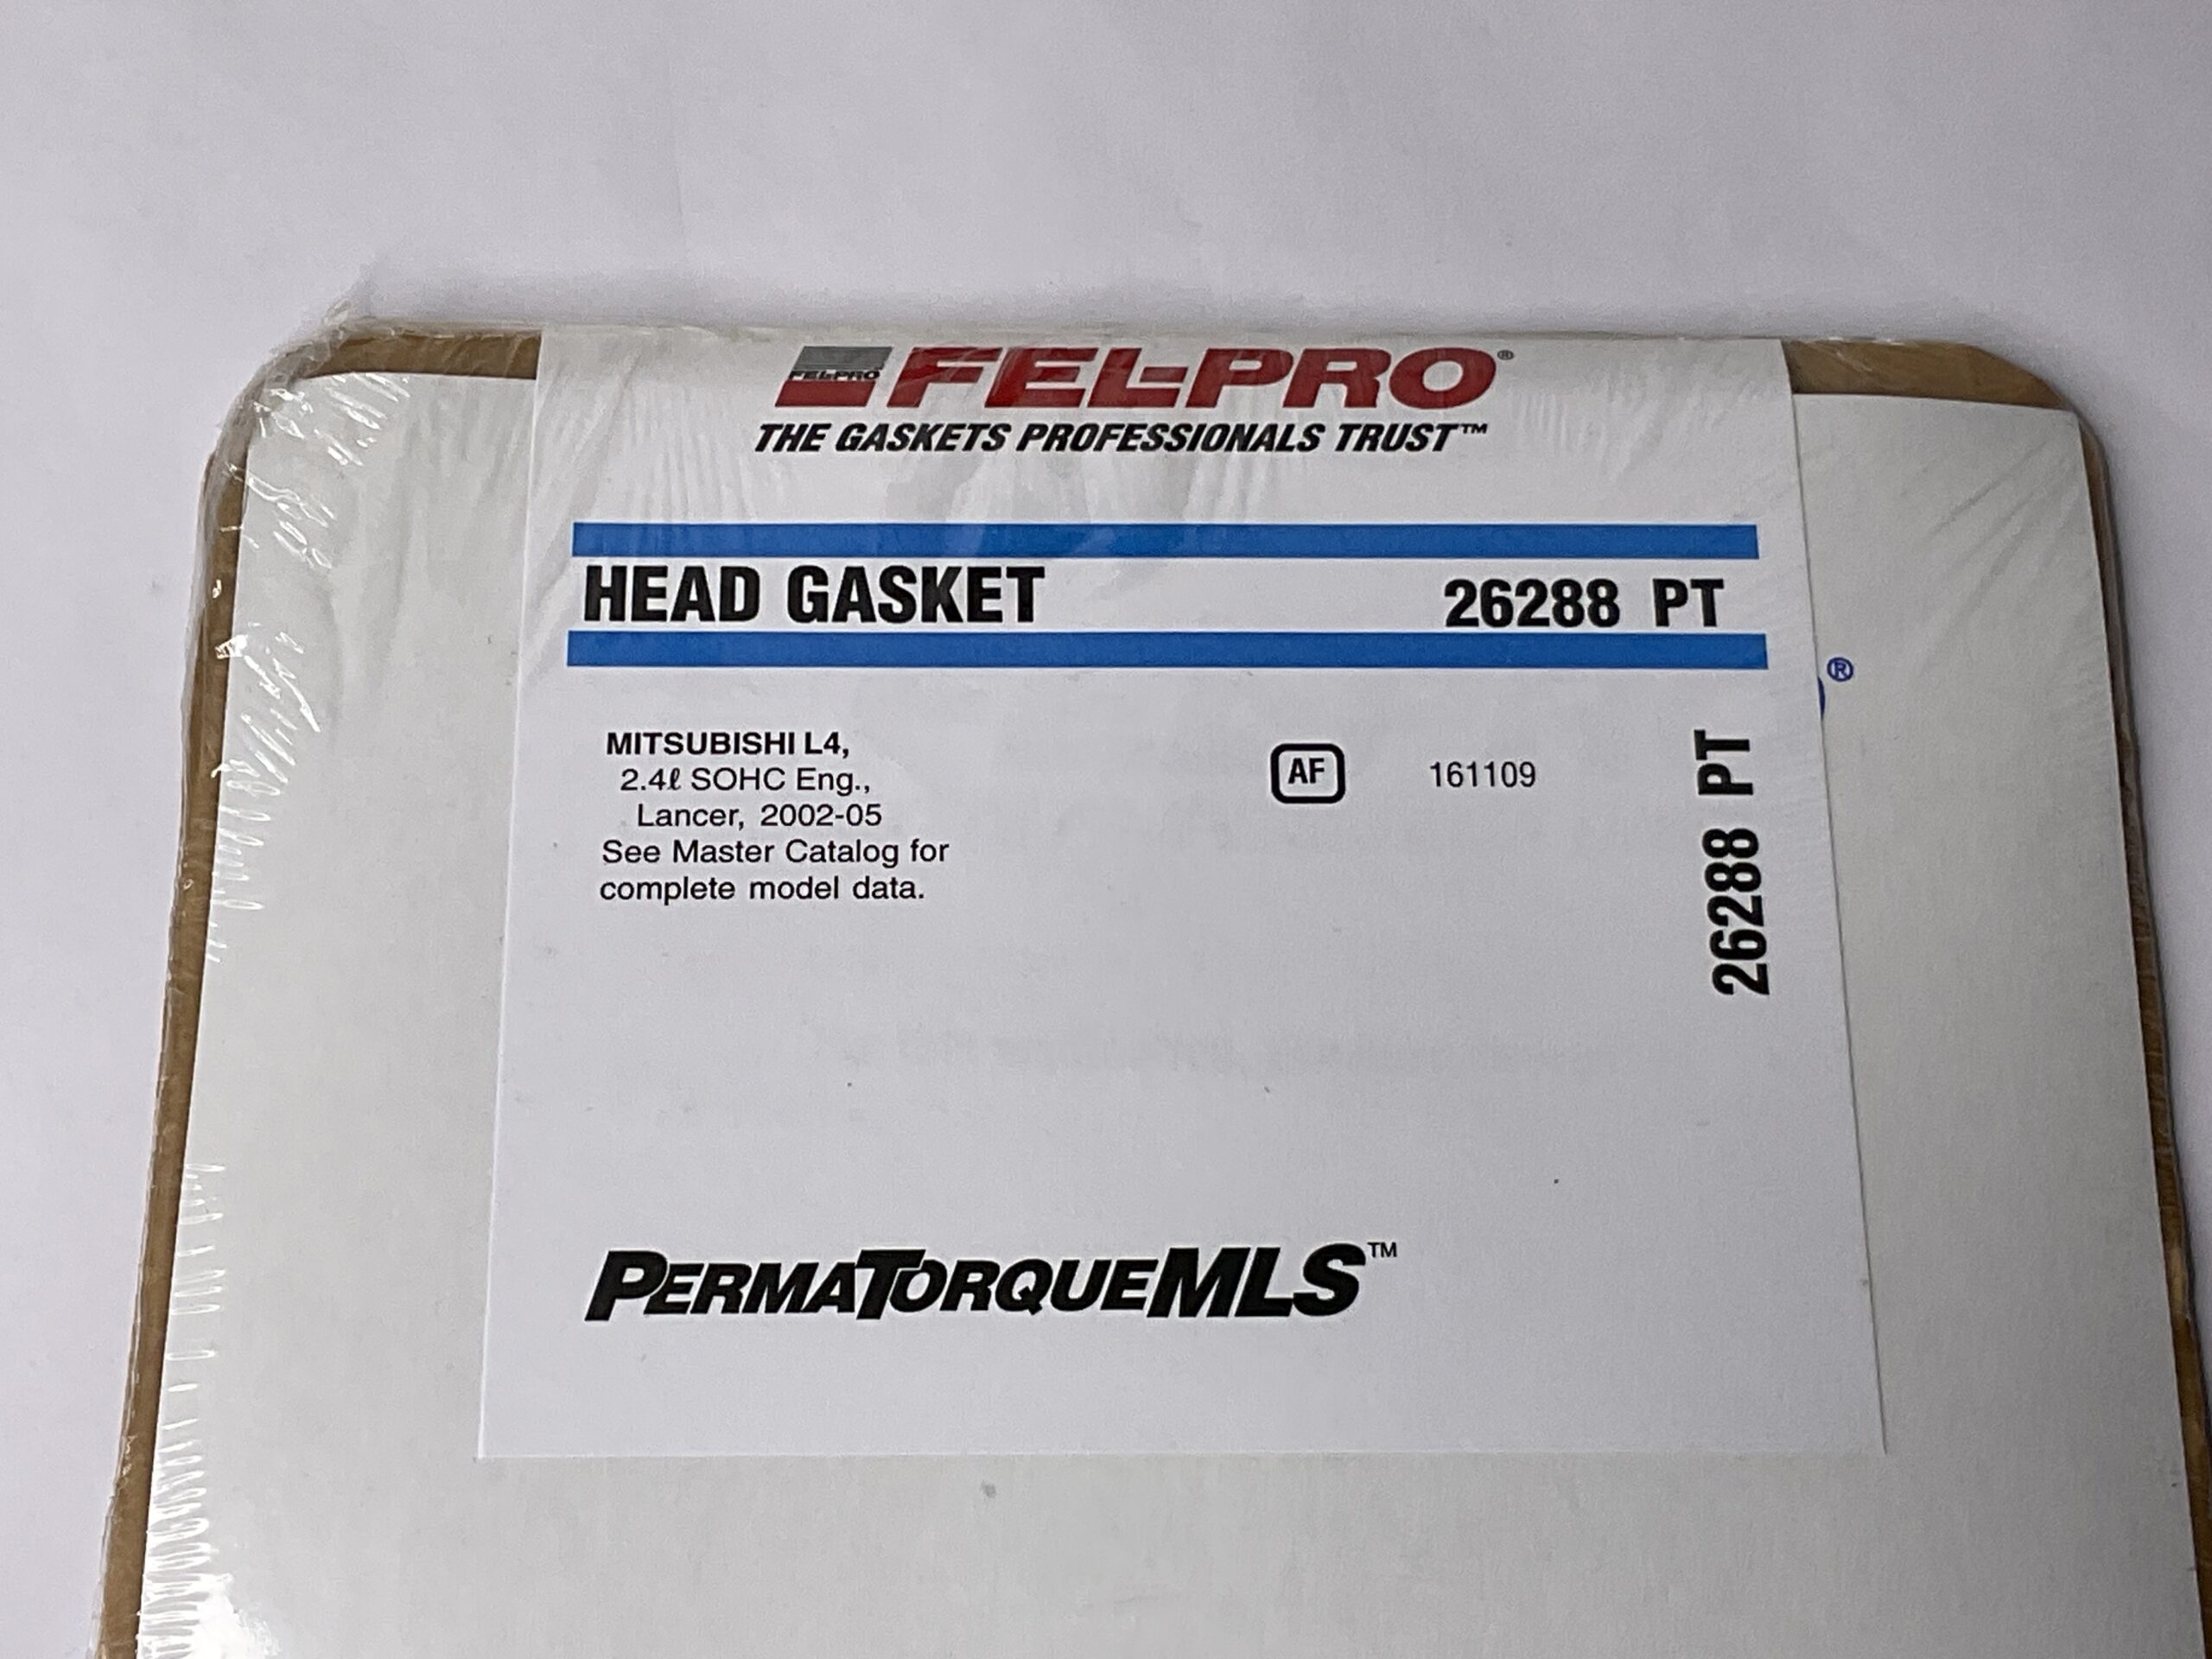 FEL-PRO
FEL-PRO®
THE GASKETS PROFESSIONALS TRUST™
HEAD GASKET 26288 PT
®
MITSUBISHI L4,
2.4ℓ SOHC Eng.,
Lancer, 2002-05
See Master Catalog for
complete model data.
AF 161109
26288 PT
PERMATORQUEMLS™